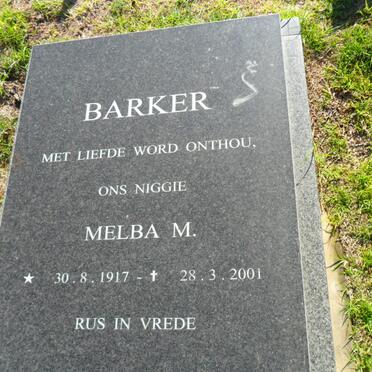 BARKER
MET LIEFDE WORD ONTHOU,
ONS NIGGIE
MELBA M.
★ 30.8.1917 - ✝ 28.3.2001
RUS IN VREDE